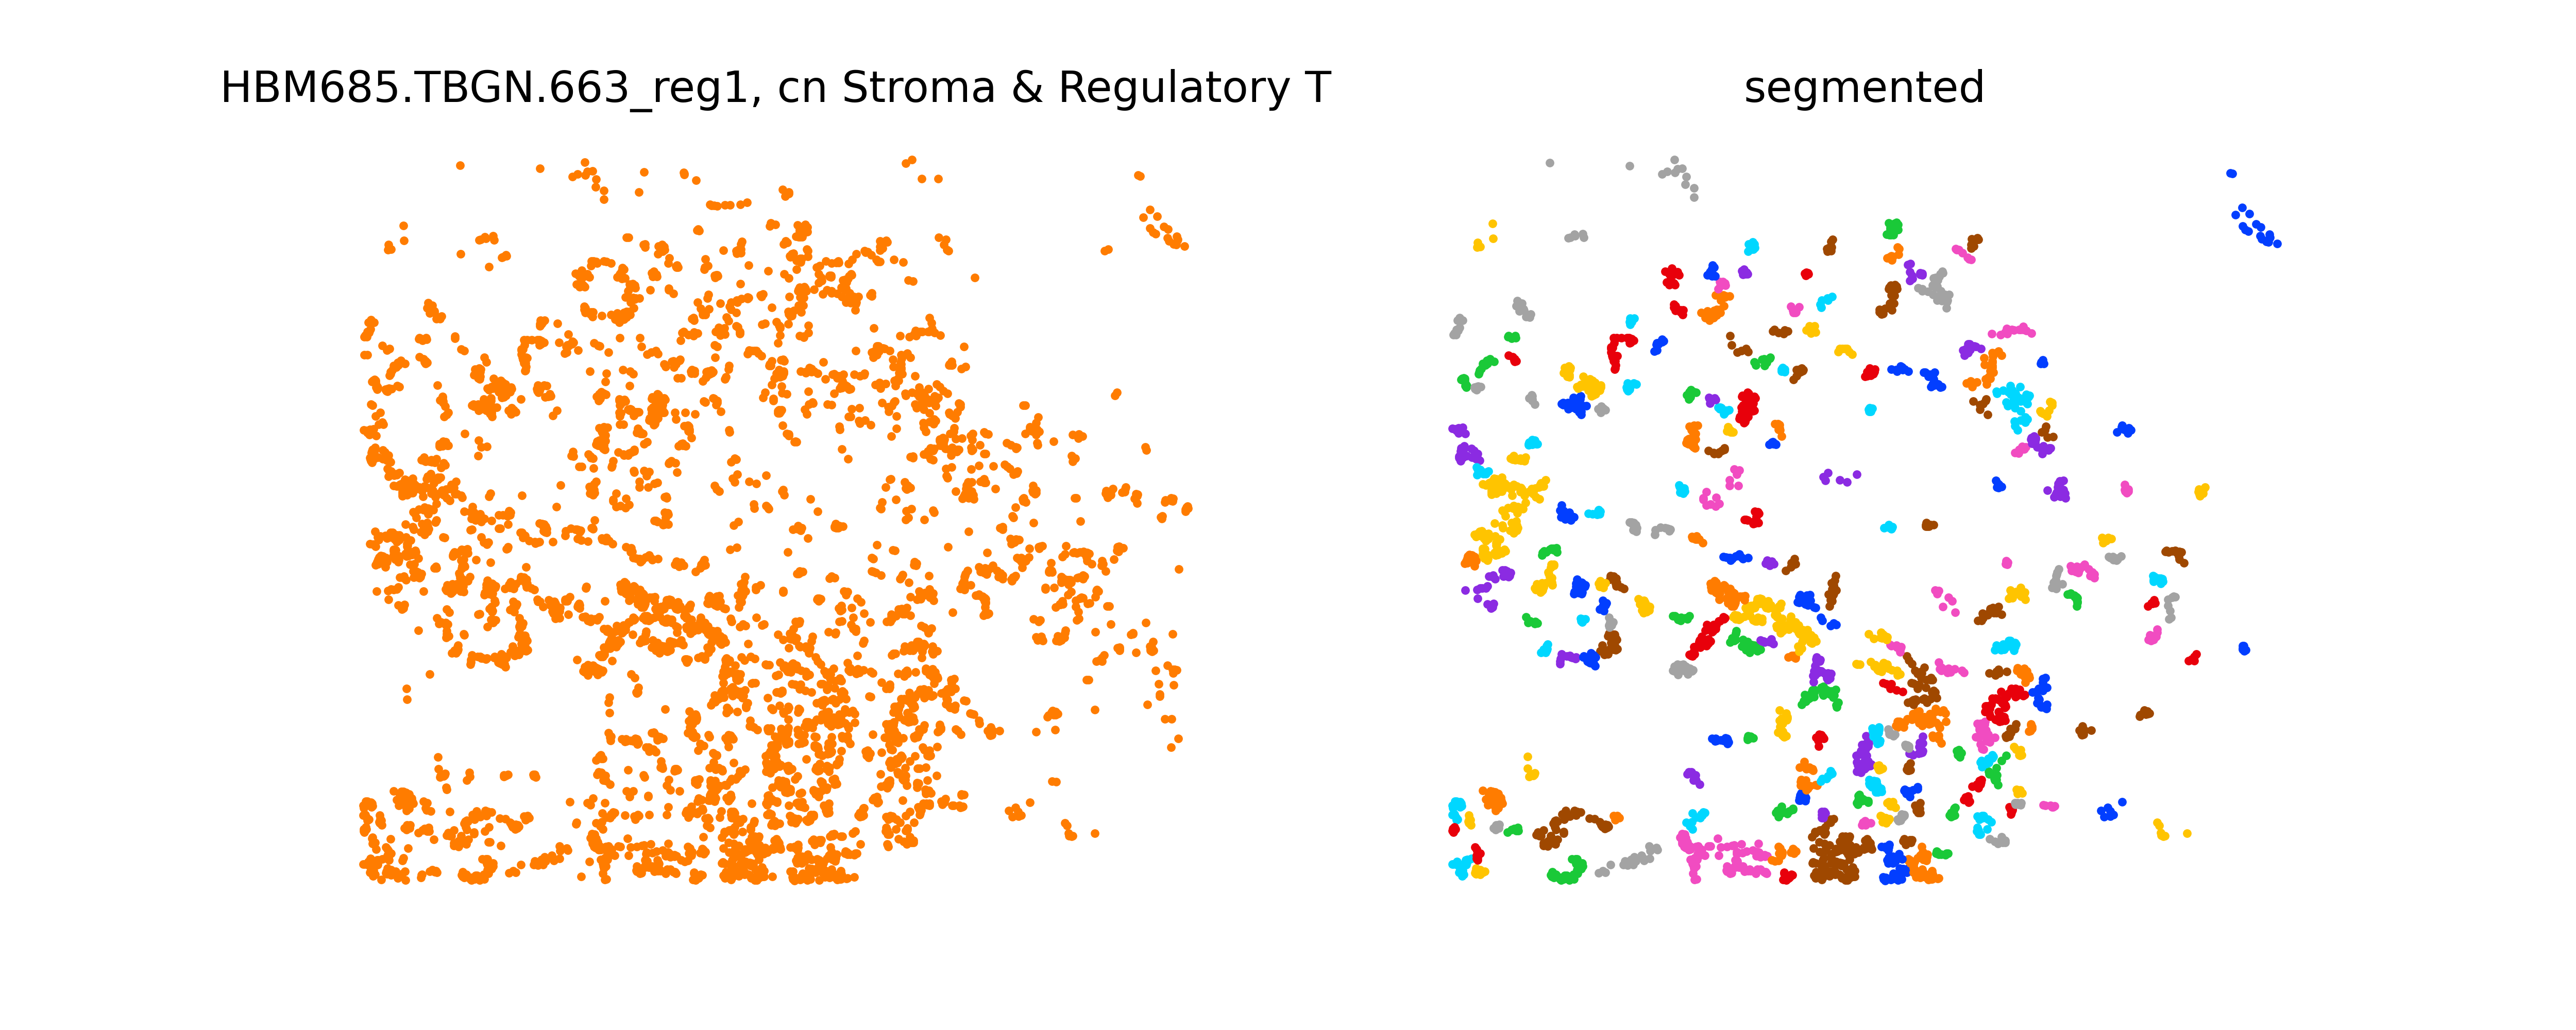 HBM685.TBGN.663_reg1, cn Stroma & Regulatory T
segmented